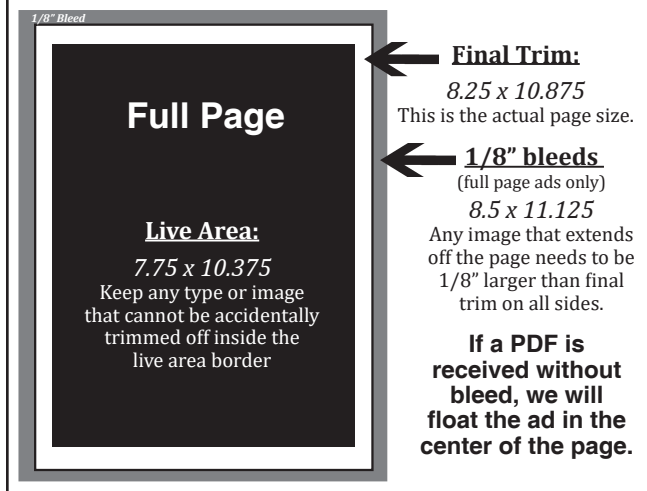 1/8" Bleed
Full Page
Live Area:
7.75 x 10.375
Keep any type or image
that cannot be accidentally
trimmed off inside the
live area border
Final Trim:
8.25 x 10.875
This is the actual page size.
1/8” bleeds
(full page ads only)
8.5 x 11.125
Any image that extends
off the page needs to be
1/8” larger than final
trim on all sides.
If a PDF is
received without
bleed, we will
float the ad in the
center of the page.